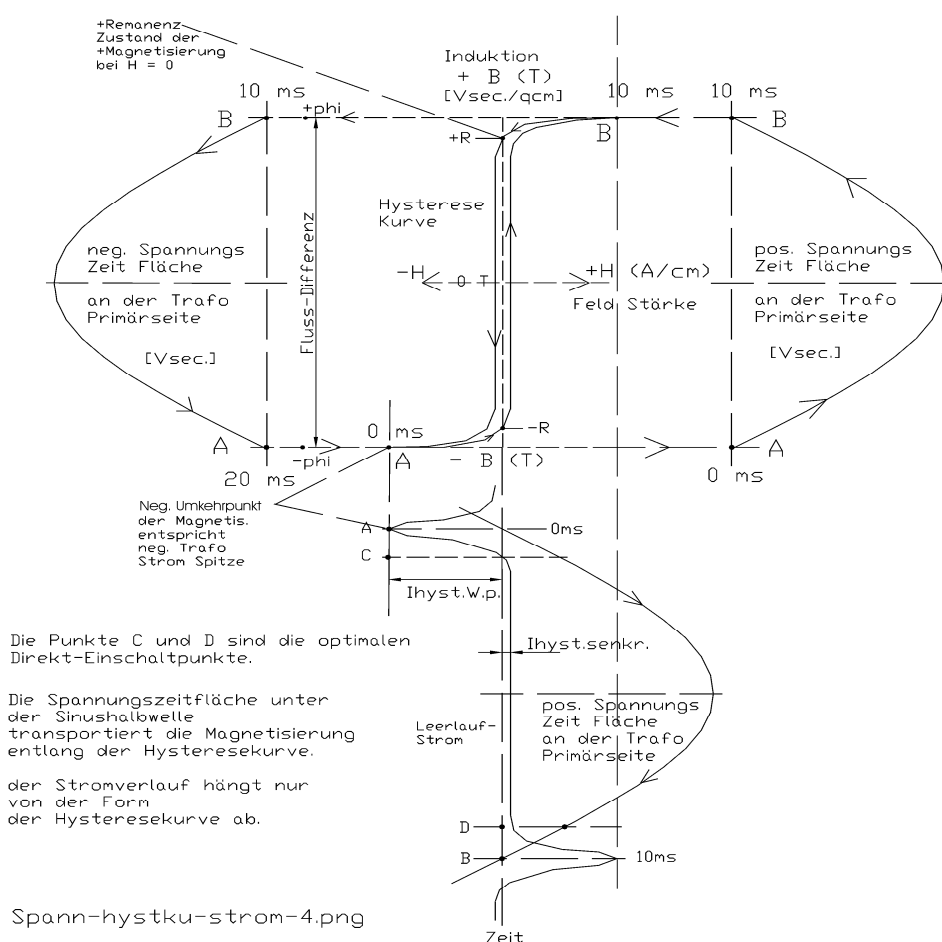 +Remanenz
Zustand der
+Magnetisierung
bei H = 0
Induktion
+ B (T)
[Vsec./qcm]
10 ms
+phi
B
+R
10 ms
B
10 ms
B
Hysterese
Kurve
Fluss-Differenz
neg. Spannungs
Zeit Fläche
an der Trafo
Primärseite
[Vsec.]
-H
0 T
+H (A/cm)
Feld Stärke
pos. Spannungs
Zeit Fläche
an der Trafo
Primärseite
[Vsec.]
0 ms
-R
A
20 ms
-phi
A
- B (T)
A
0 ms
Neg. Umkehrpunkt
der Magnetis.
entspricht
neg. Trafo
Strom Spitze
A
0ms
C
Ihyst.W.p.
Ihyst.senkr.
Die Punkte C und D sind die optimalen
Direkt-Einschaltpunkte.
Die Spannungszeitfläche unter
der Sinushalbwelle
transportiert die Magnetisierung
entlang der Hysteresekurve.
der Stromverlauf hängt nur
von der Form
der Hysteresekurve ab.
Leerlauf-
Strom
pos. Spannungs
Zeit Fläche
an der Trafo
Primärseite
D
B
10ms
Spann-hystku-strom-4.png
Zeit